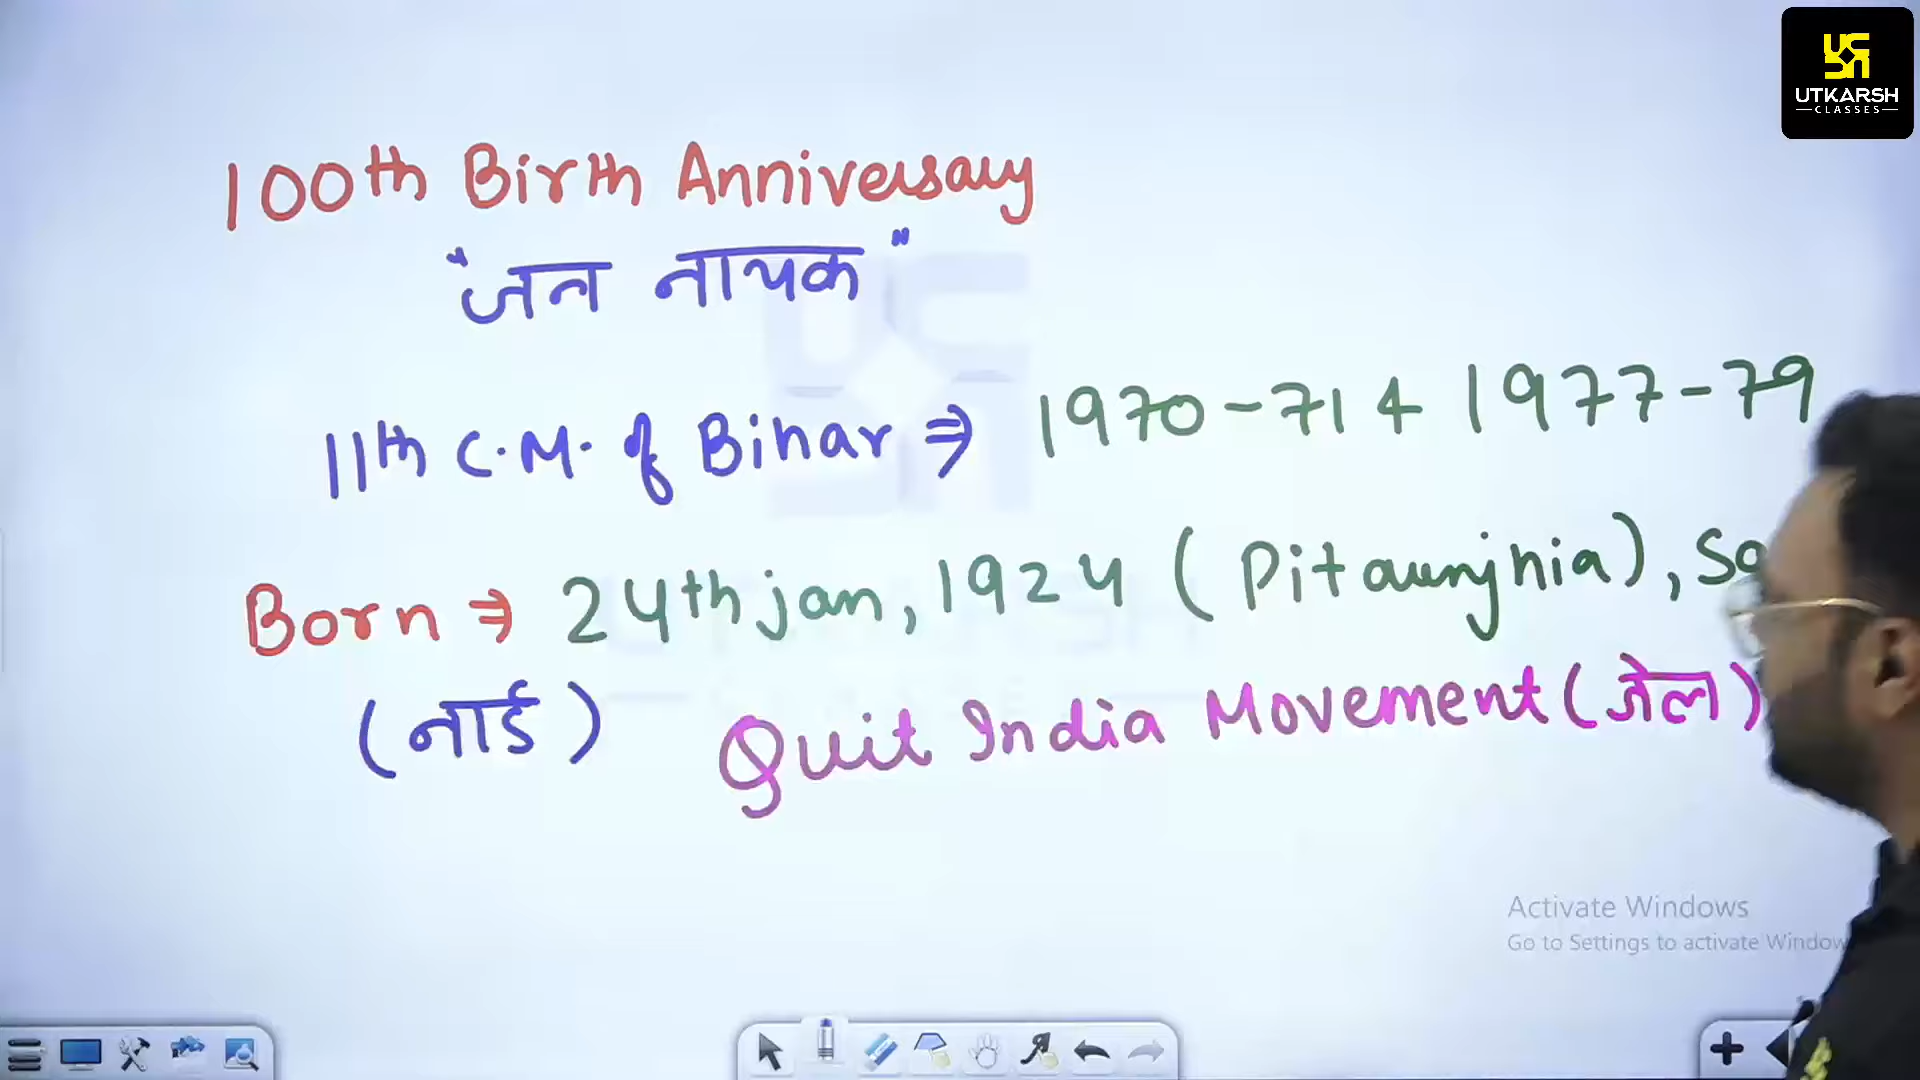 UTKARSH
CLASSES
100th Birth Anniversary
"जन नायक"
11th C.M. of Bihar ⇒ 1970-71 + 1977-79
Born ⇒ 24th jan, 1924 (Pitaunjhia),
(नाई) Quit India Movement (जेल)
Activate Windows
Go to Settings to activate